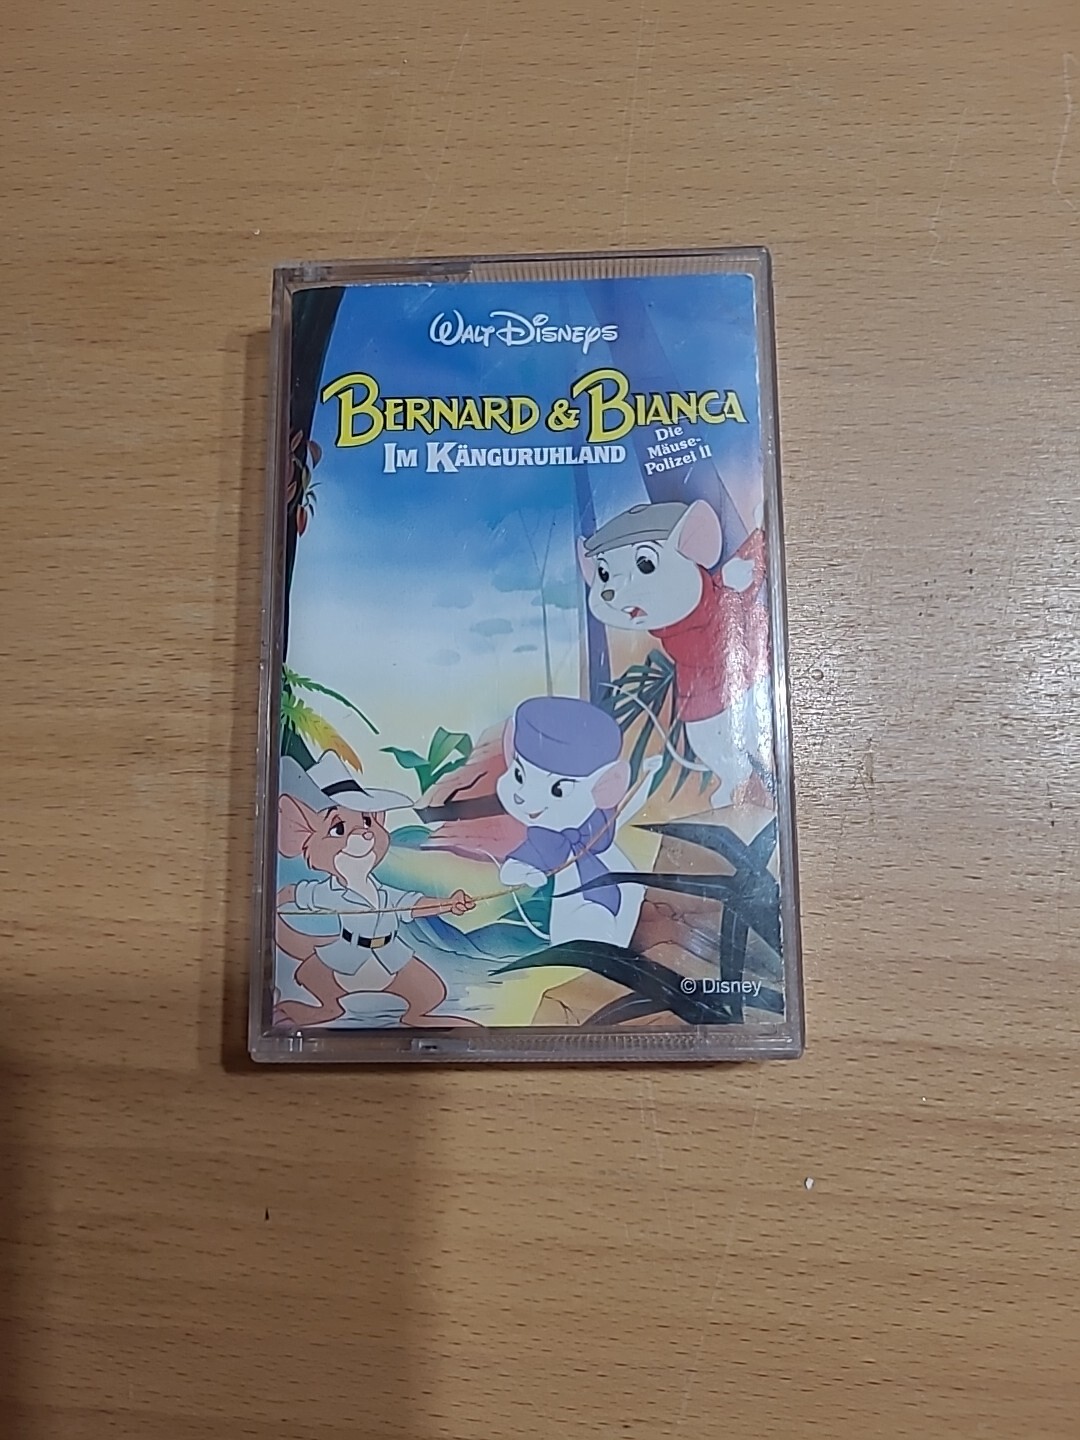 WALT DISNEYS
BERNARD & BIANCA
IM KÄNGURUHLAND
Die
Mäuse-
Polizei II
© Disney